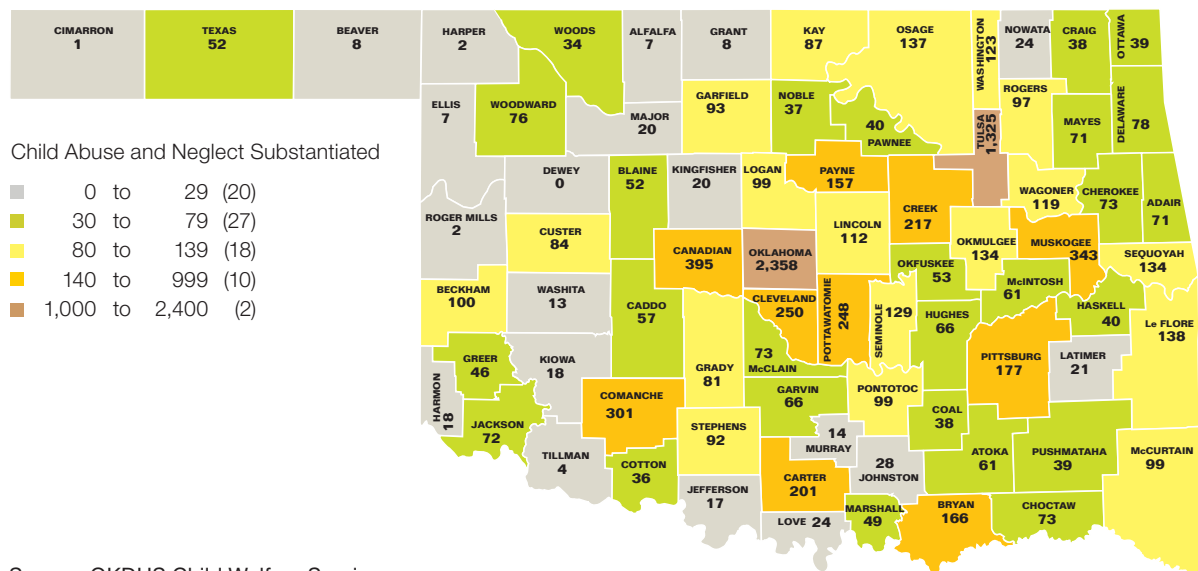 CIMARRON
1
TEXAS
52
BEAVER
8
HARPER
2
WOODS
34
ALFALFA
7
GRANT
8
KAY
87
OSAGE
137
WASHINGTON
123
NOWATA
24
CRAIG
38
OTTAWA
39
ELLIS
7
WOODWARD
76
MAJOR
20
GARFIELD
93
NOBLE
37
40
PAWNEE
TULSA
1,325
ROGERS
97
MAYES
71
DELAWARE
78
Child Abuse and Neglect Substantiated
0 to 29 (20)
30 to 79 (27)
80 to 139 (18)
140 to 999 (10)
1,000 to 2,400 (2)
ROGER MILLS
2
DEWEY
0
BLAINE
52
KINGFISHER
20
LOGAN
99
PAYNE
157
CREEK
217
WAGONER
119
CHEROKEE
73
ADAIR
71
CUSTER
84
CANADIAN
395
OKLAHOMA
2,358
LINCOLN
112
OKMULGEE
134
MUSKOGEE
343
SEQUOYAH
134
BECKHAM
100
WASHITA
13
CADDO
57
CLEVELAND
250
POTTAWATOMIE
248
SEMINOLE
129
OKFUSKEE
53
McINTOSH
61
HASKELL
40
HUGHES
66
Le FLORE
138
GREER
46
KIOWA
18
GRADY
81
73
McCLAIN
PITTSBURG
177
LATIMER
21
HARMON
18
JACKSON
72
COMANCHE
301
GARVIN
66
PONTOTOC
99
COAL
38
STEPHENS
92
14
MURRAY
TILLMAN
4
COTTON
36
28
JOHNSTON
ATOKA
61
PUSHMATAHA
39
McCURTAIN
99
JEFFERSON
17
CARTER
201
LOVE 24
MARSHALL
49
BRYAN
166
CHOCTAW
73